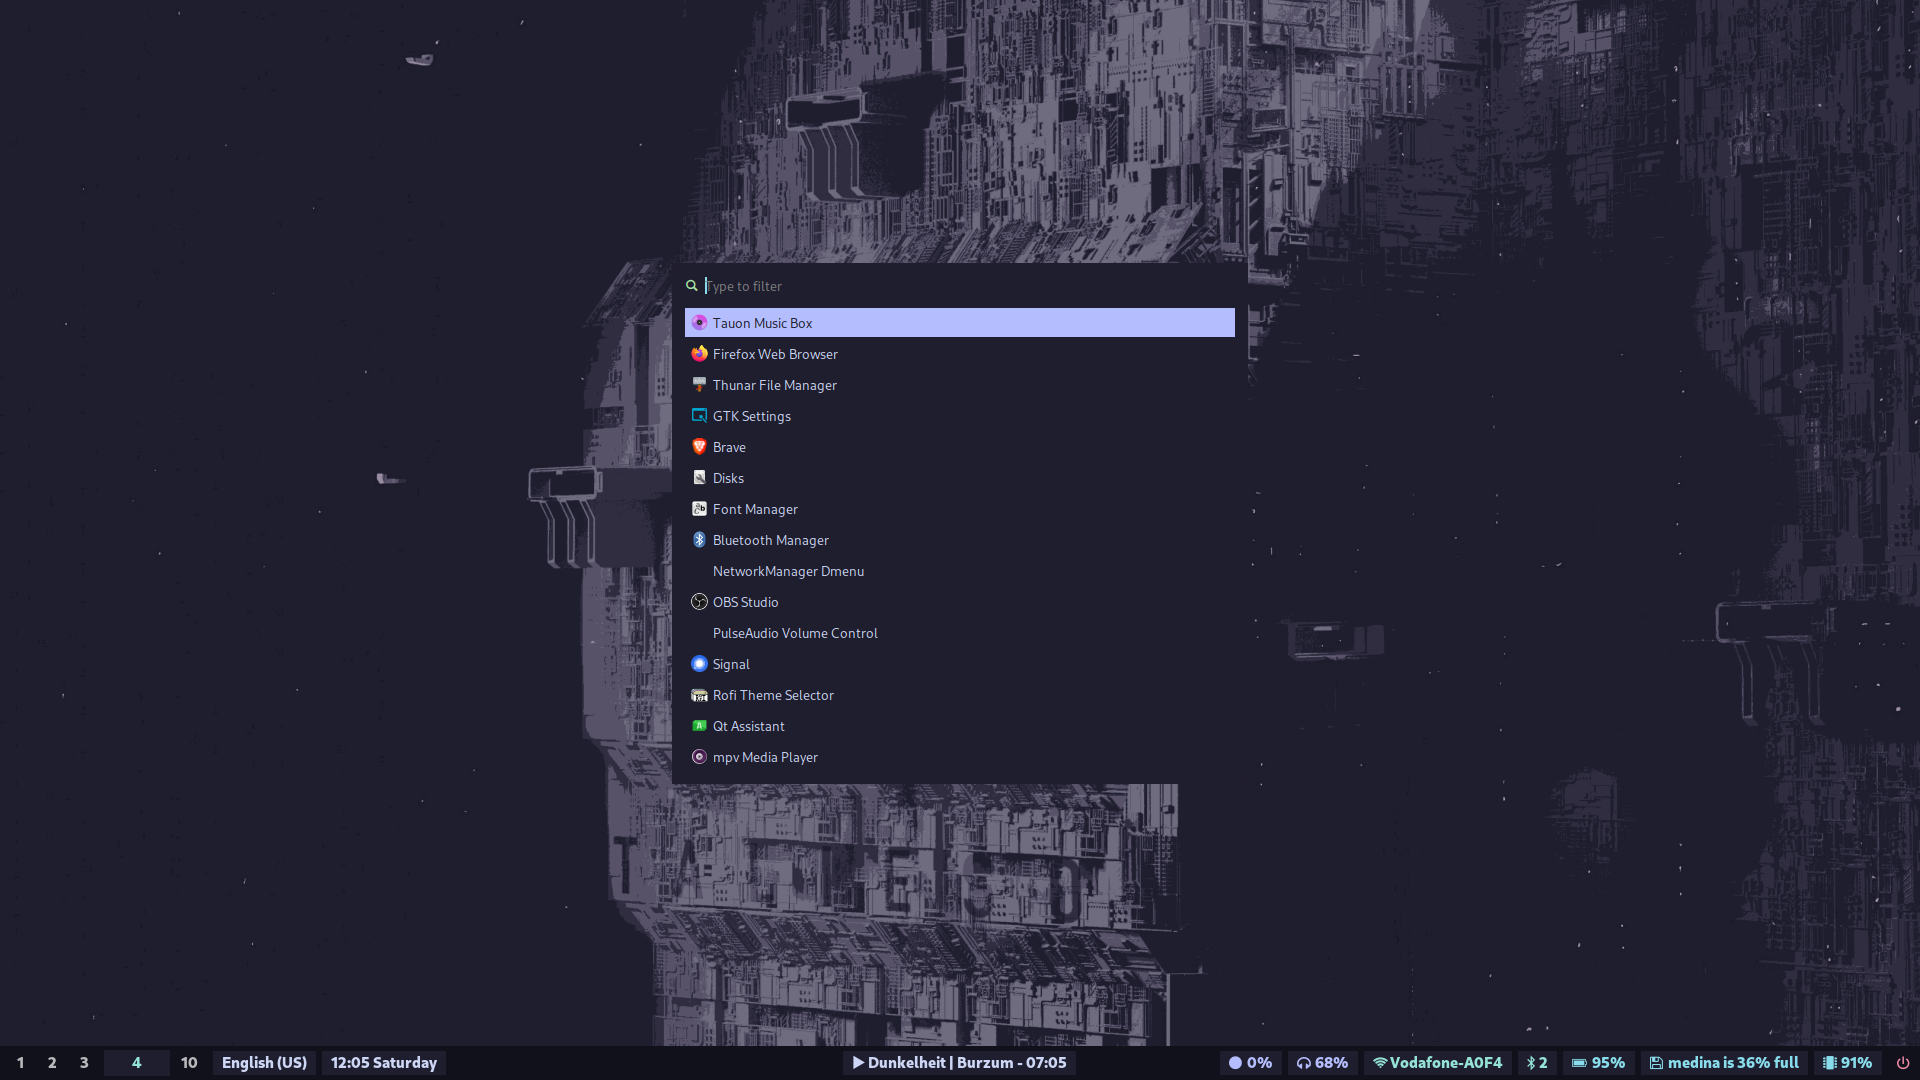 Type to filter
Tauon Music Box
Firefox Web Browser
Thunar File Manager
GTK Settings
Brave
Disks
Font Manager
Bluetooth Manager
NetworkManager Dmenu
OBS Studio
PulseAudio Volume Control
Signal
Rofi Theme Selector
Qt Assistant
mpv Media Player
1 2 3 4 10 English (US) 12:05 Saturday Dunkelheit | Burzum - 07:05 0% 68% Vodafone-A0F4 2 95% medina is 36% full 91%